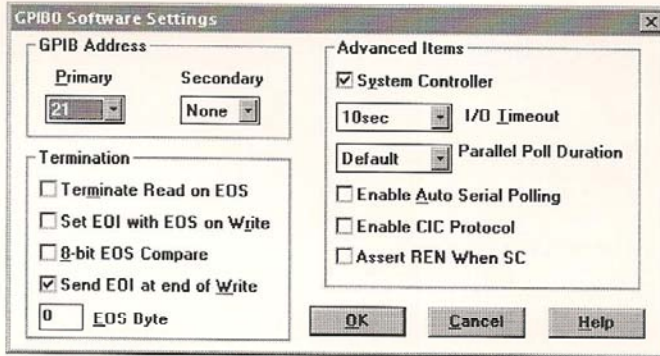 GPIB0 Software Settings
GPIB Address
Primary
Secondary
21
None
Termination
Terminate Read on EOS
Set EOI with EOS on Write
8-bit EOS Compare
Send EOI at end of Write
0
EOS Byte
Advanced Items
System Controller
10sec
I/O Timeout
Default
Parallel Poll Duration
Enable Auto Serial Polling
Enable CIC Protocol
Assert REN When SC
OK
Cancel
Help